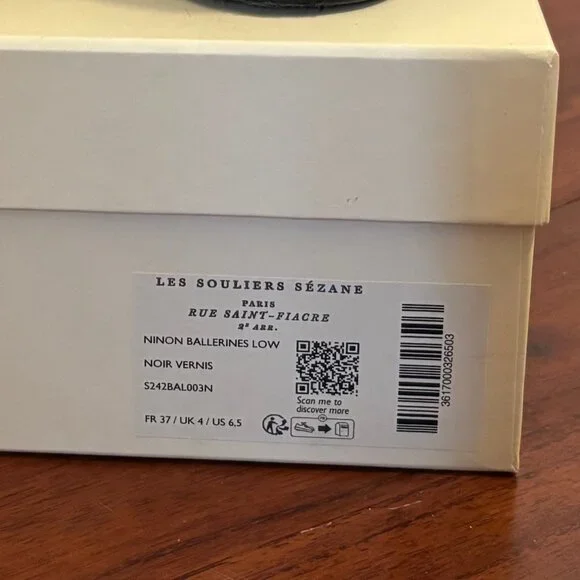 LES SOULIERS SÉZANE
PARIS
RUE SAINT-FIACRE
2ᵉ ARR.
NINON BALLERINES LOW
NOIR VERNIS
S242BAL003N
Scan me to
discover more
FR 37 / UK 4 / US 6,5
3617000326503